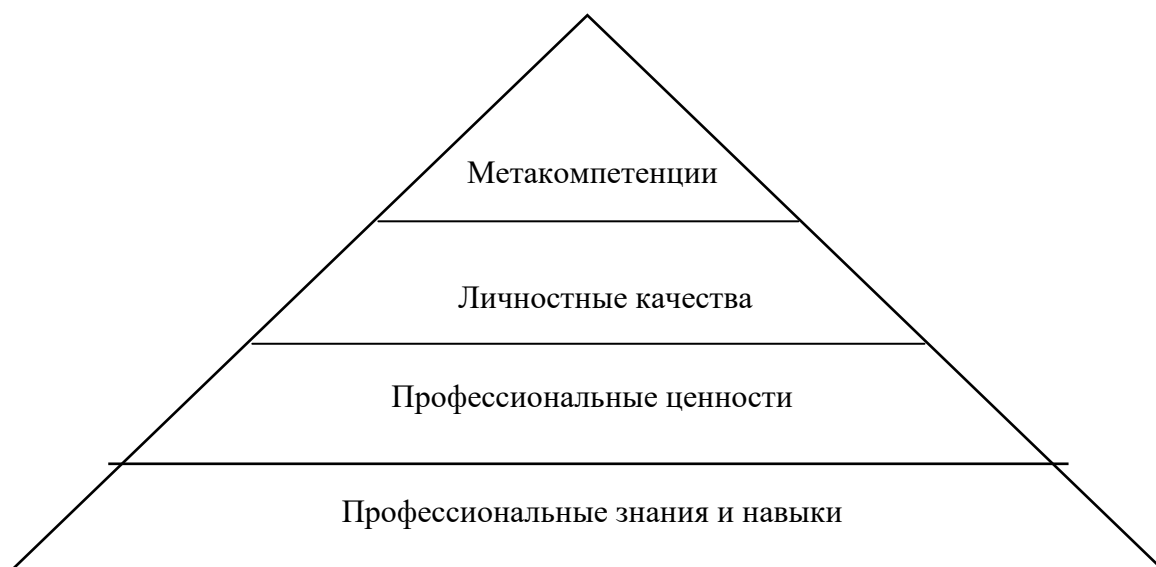 Метакомпетенции
Личностные качества
Профессиональные ценности
Профессиональные знания и навыки